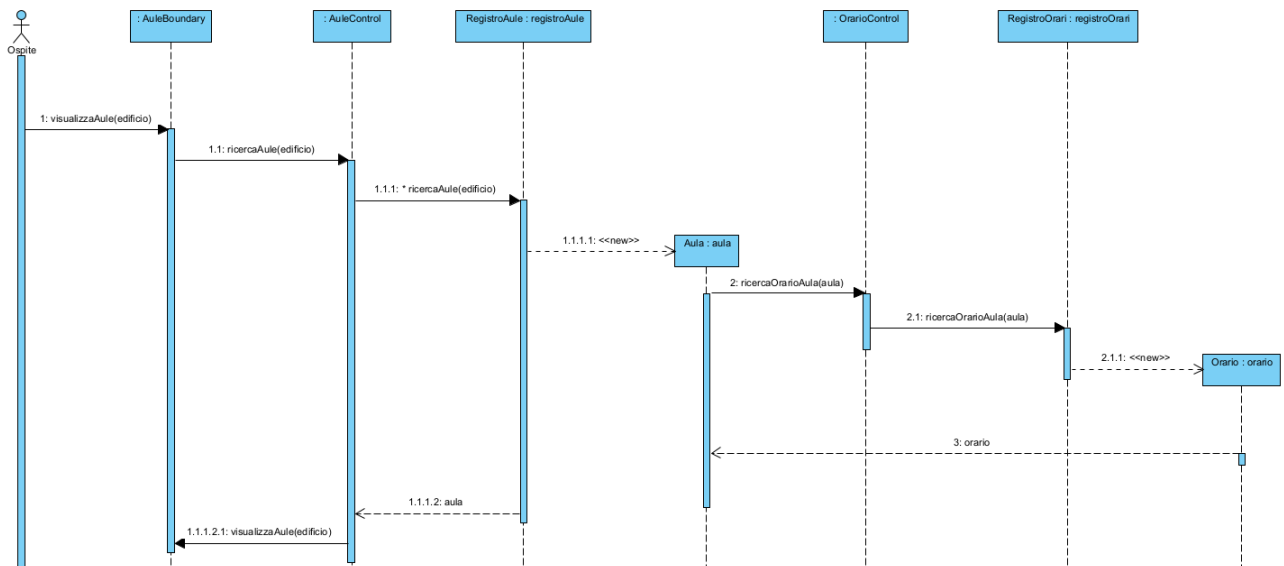 : AuleBoundary
: AuleControl
RegistroAule : registroAule
: OrarioControl
RegistroOrari : registroOrari
Ospite
1: visualizzaAule(edificio)
1.1: ricercaAule(edificio)
1.1.1: * ricercaAule(edificio)
1.1.1.1: <<new>>
Aula : aula
2: ricercaOrarioAula(aula)
2.1: ricercaOrarioAula(aula)
2.1.1: <<new>>
Orario : orario
3: orario
1.1.1.2: aula
1.1.1.2.1: visualizzaAule(edificio)